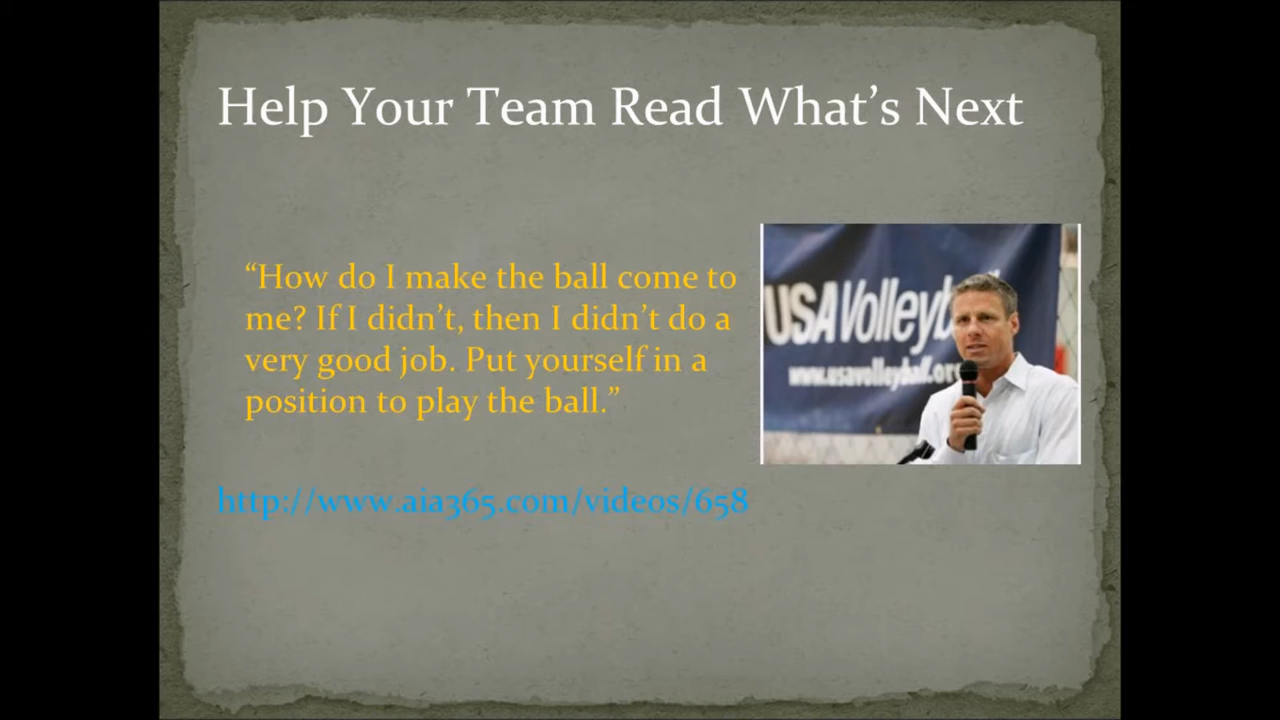 Help Your Team Read What's Next
“How do I make the ball come to
me? If I didn't, then I didn't do a
very good job. Put yourself in a
position to play the ball.”
USA Volleyb
www.usavolleyball.org
http://www.aia365.com/videos/658